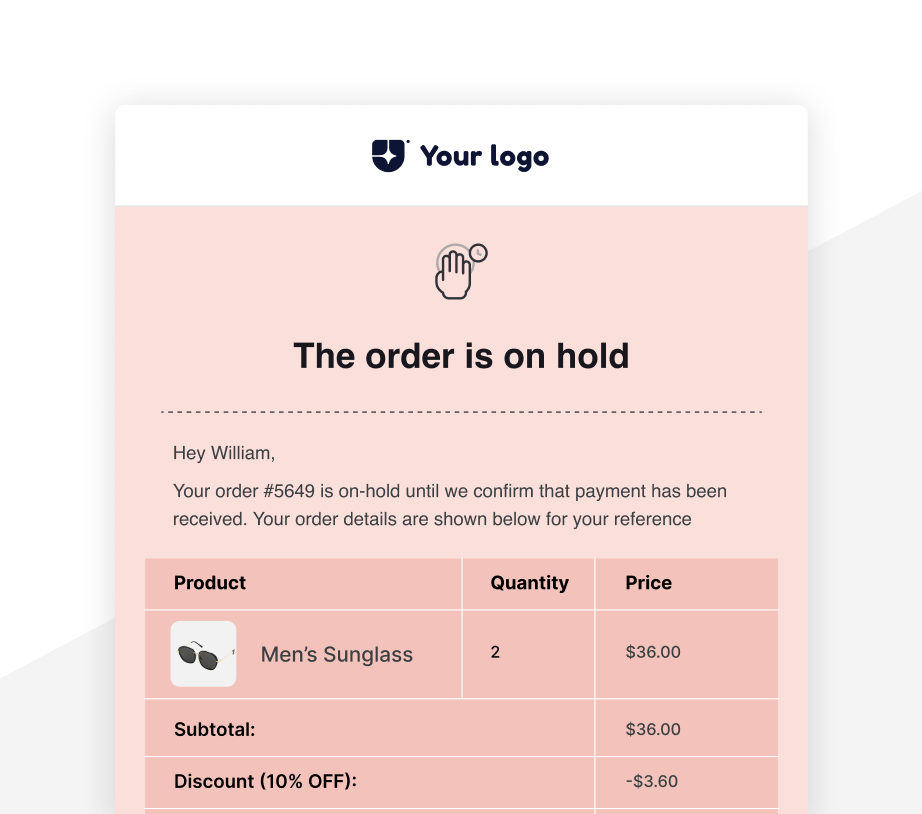 Your logo
The order is on hold
Hey William,
Your order #5649 is on-hold until we confirm that payment has been
received. Your order details are shown below for your reference
Product Quantity Price
Men’s Sunglass 2 $36.00
Subtotal: $36.00
Discount (10% OFF): -$3.60